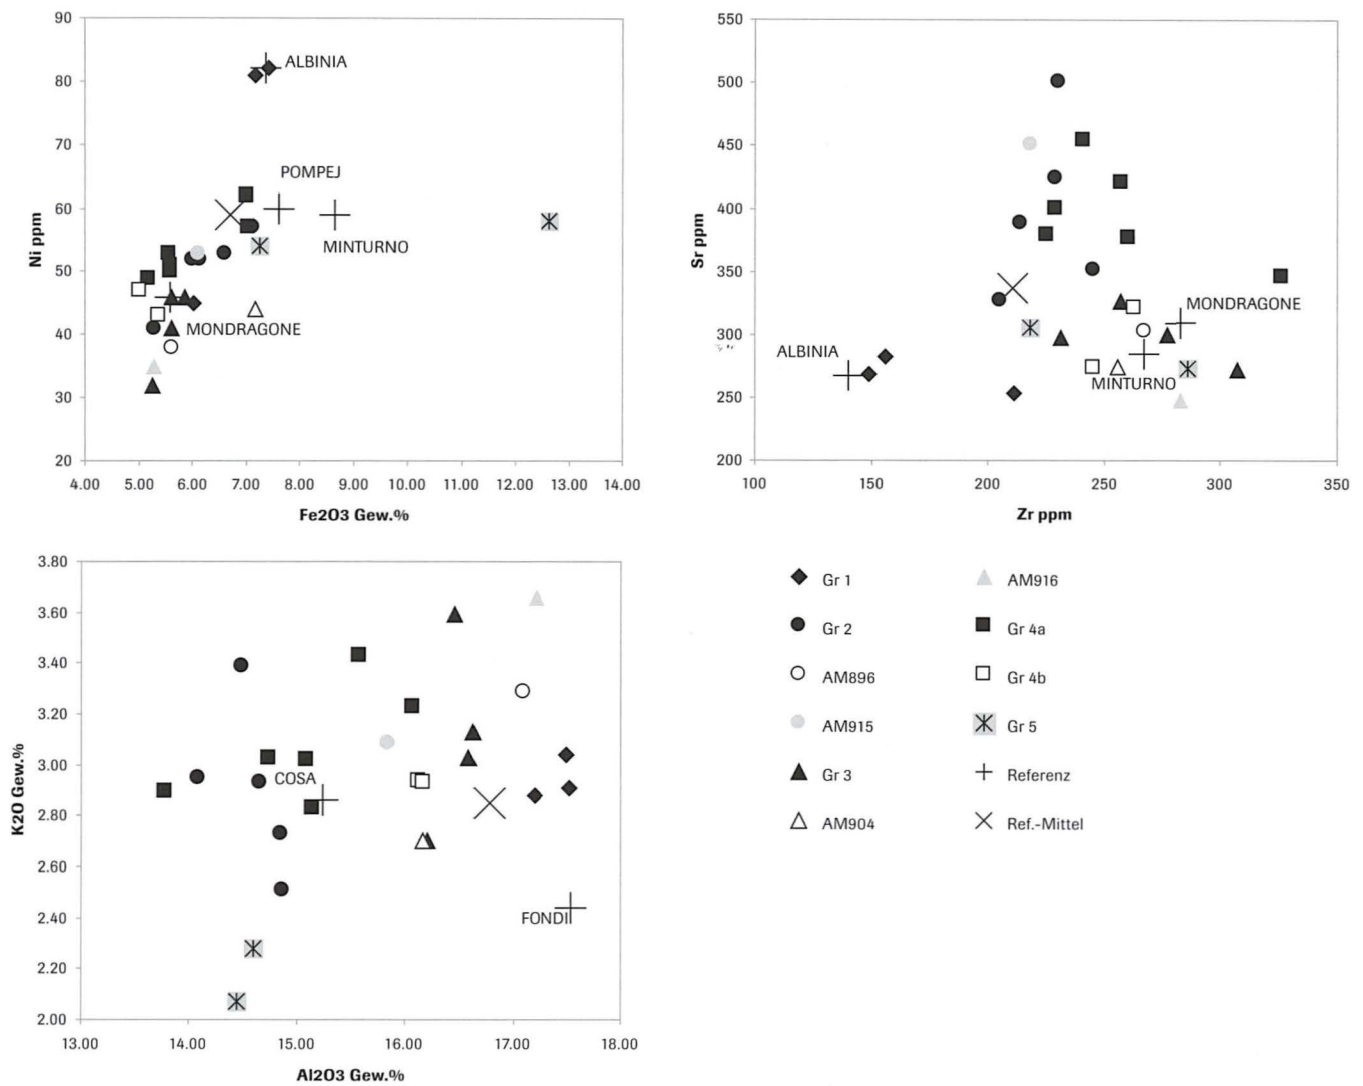 90
80
70
60
50
40
30
20
Ni ppm
ALBINIA
POMPEJ
MINTURNO
MONDRAGONE
4.00 5.00 6.00 7.00 8.00 9.00 10.00 11.00 12.00 13.00 14.00
Fe2O3 Gew.%
550
500
450
400
350
300
250
200
Sr ppm
ALBINIA
MONDRAGONE
MINTURNO
100 150 200 250 300 350
Zr ppm
3.80
3.60
3.40
3.20
3.00
2.80
2.60
2.40
2.20
2.00
K2O Gew.%
COSA
FONDI
13.00 14.00 15.00 16.00 17.00 18.00
Al2O3 Gew.%
Gr 1
Gr 2
AM896
AM915
Gr 3
AM904
AM916
Gr 4a
Gr 4b
Gr 5
Referenz
Ref.-Mittel